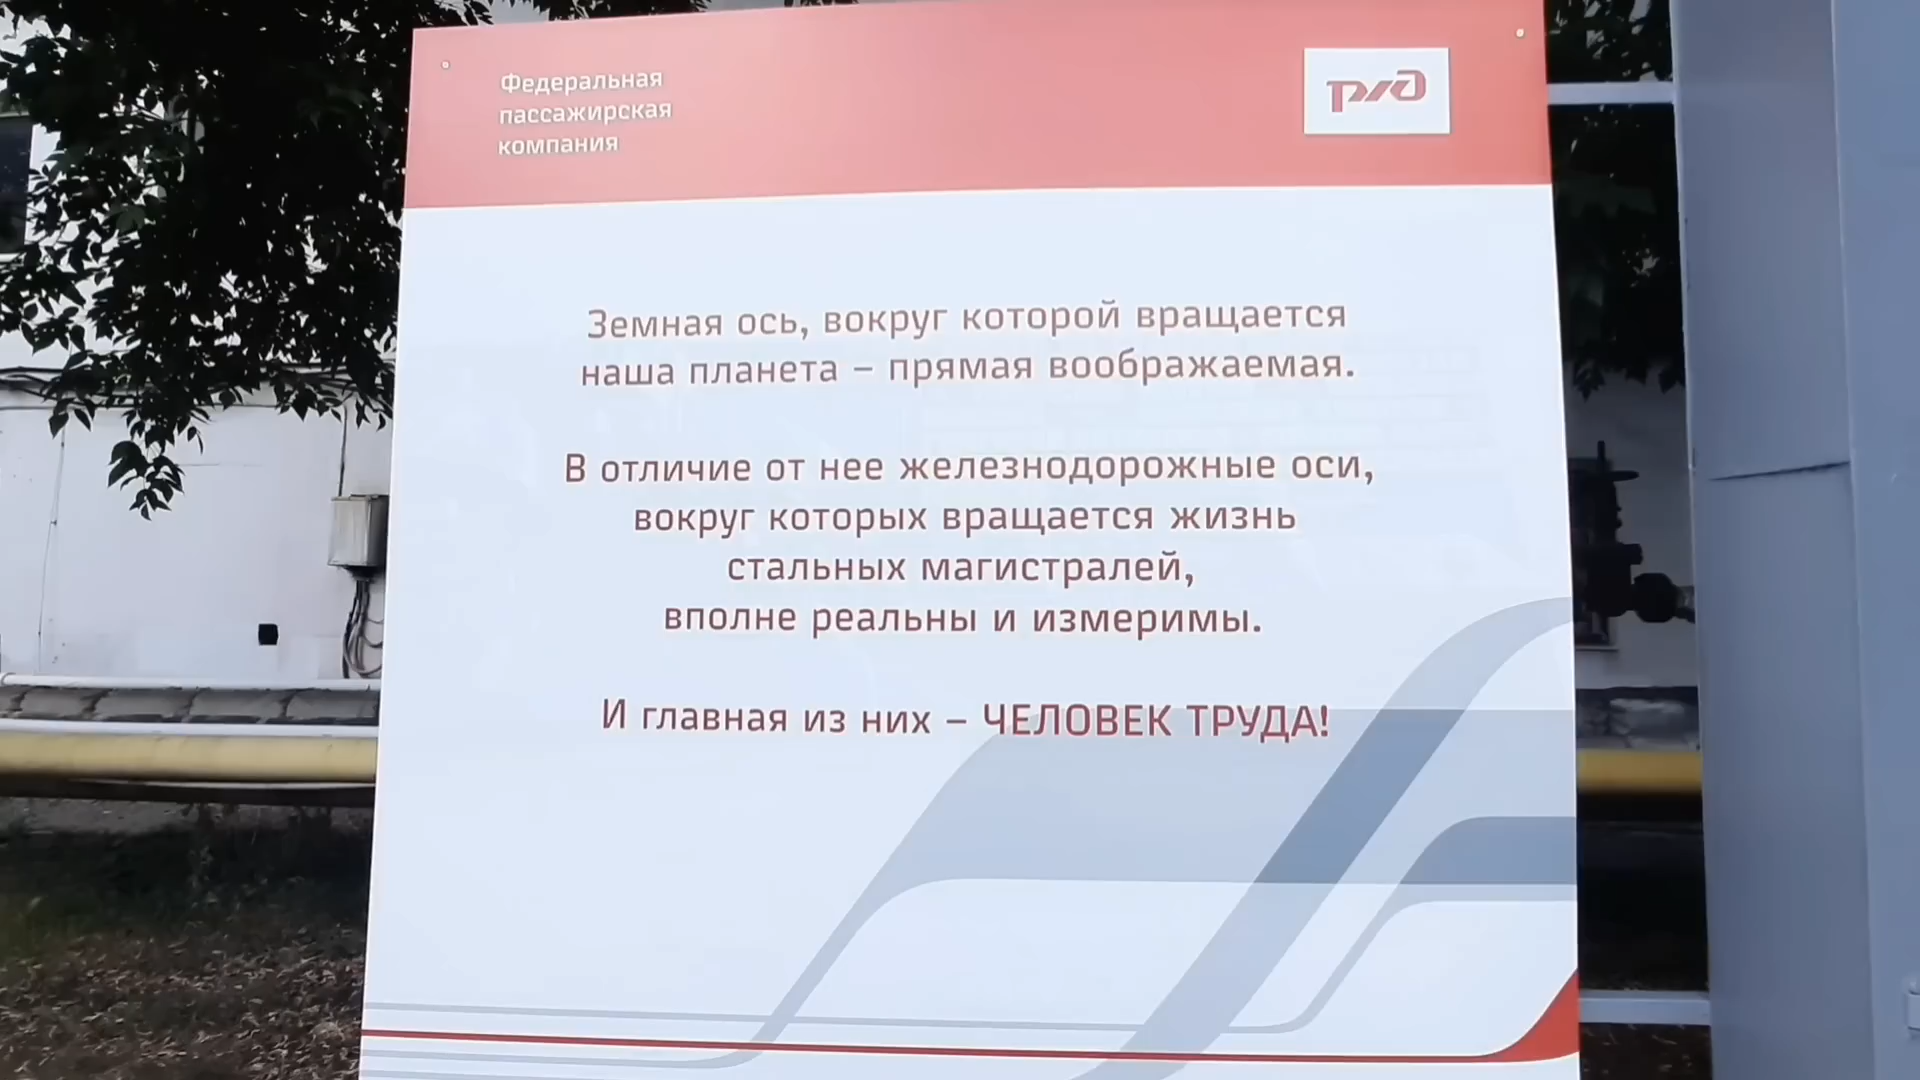 Федеральная
пассажирская
компания
ржд
Земная ось, вокруг которой вращается
наша планета – прямая воображаемая.
В отличие от нее железнодорожные оси,
вокруг которых вращается жизнь
стальных магистралей,
вполне реальны и измеримы.
И главная из них – ЧЕЛОВЕК ТРУДА!